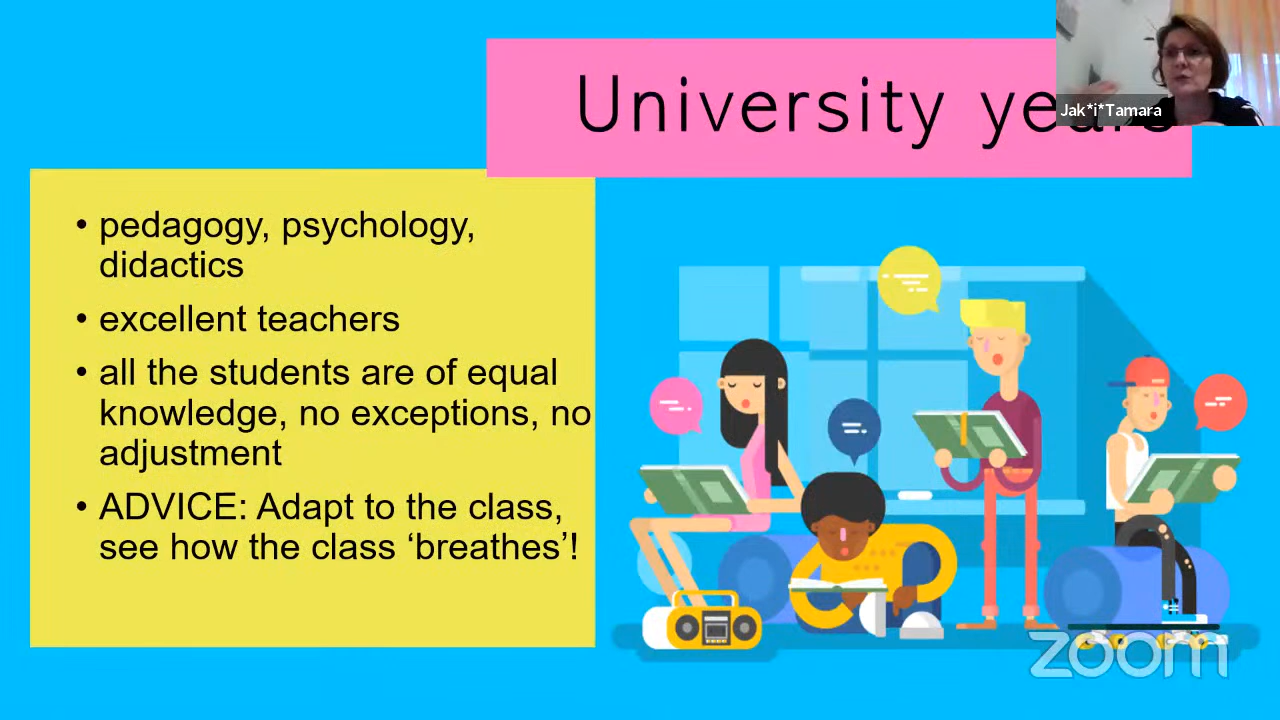 University years
Jak*i*Tamara
• pedagogy, psychology,
didactics
• excellent teachers
• all the students are of equal
knowledge, no exceptions, no
adjustment
• ADVICE: Adapt to the class,
see how the class ‘breathes’!
zoom